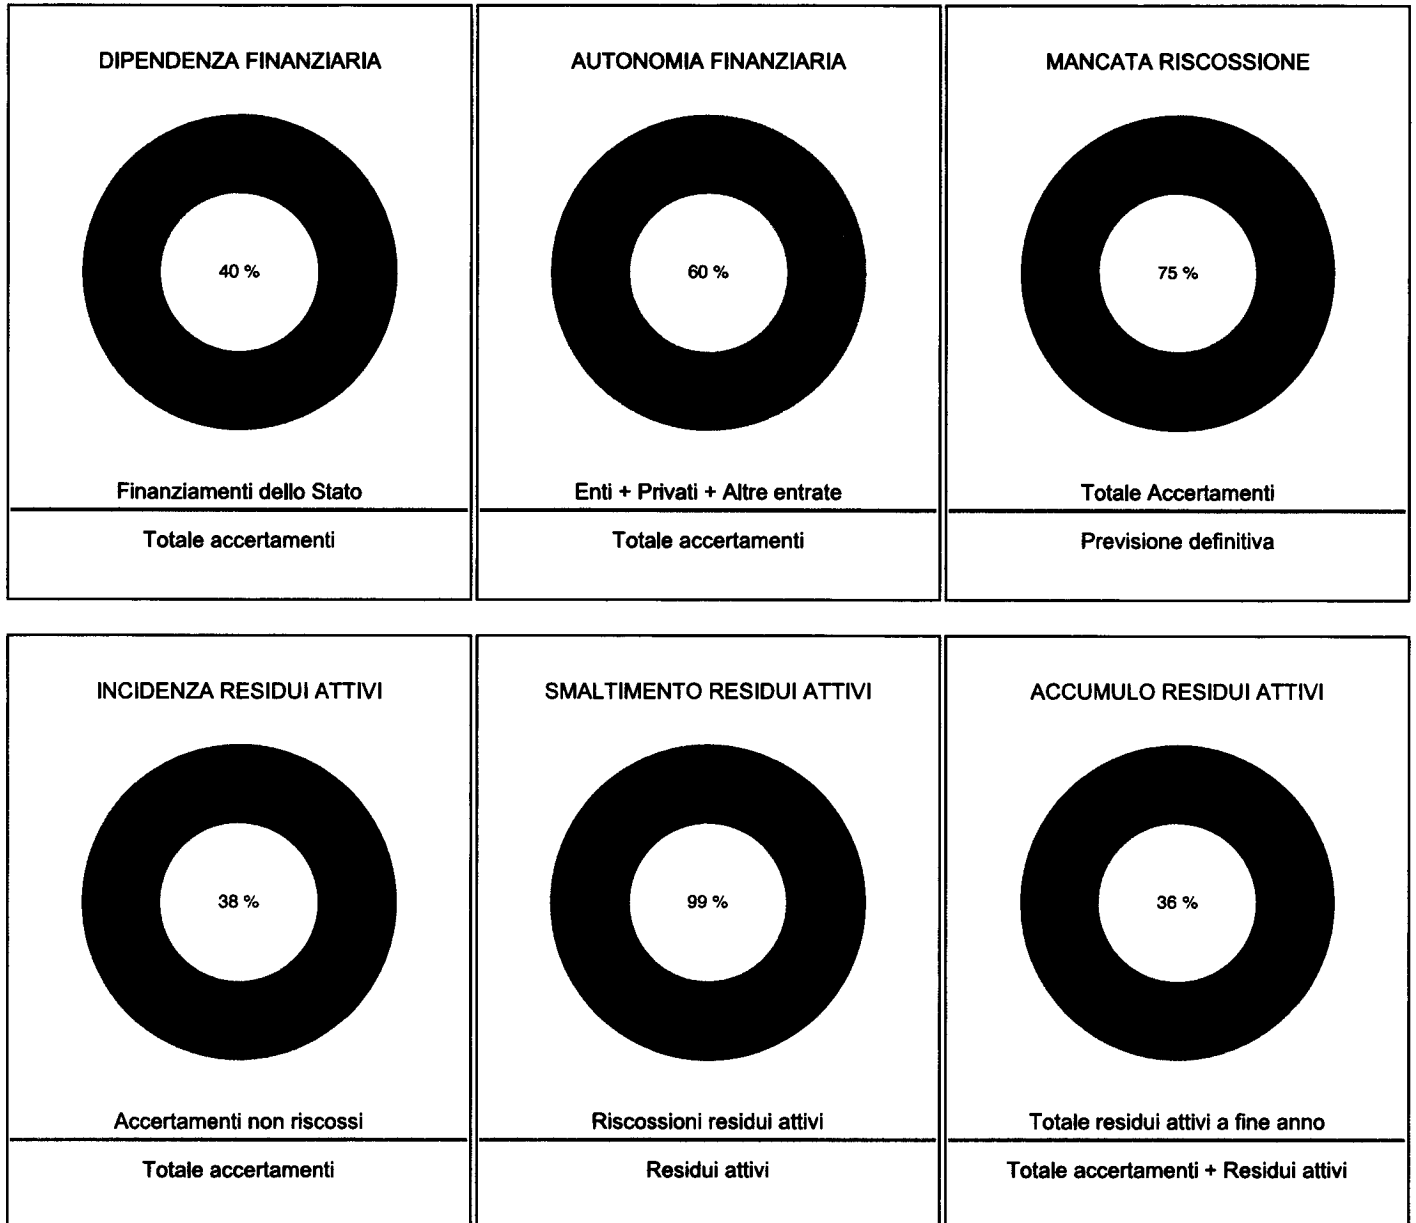 DIPENDENZA FINANZIARIA
40 %
Finanziamenti dello Stato
Totale accertamenti
AUTONOMIA FINANZIARIA
60 %
Enti + Privati + Altre entrate
Totale accertamenti
MANCATA RISCOSSIONE
75 %
Totale Accertamenti
Previsione definitiva
INCIDENZA RESIDUI ATTIVI
38 %
Accertamenti non riscossi
Totale accertamenti
SMALTIMENTO RESIDUI ATTIVI
99 %
Riscossioni residui attivi
Residui attivi
ACCUMULO RESIDUI ATTIVI
36 %
Totale residui attivi a fine anno
Totale accertamenti + Residui attivi